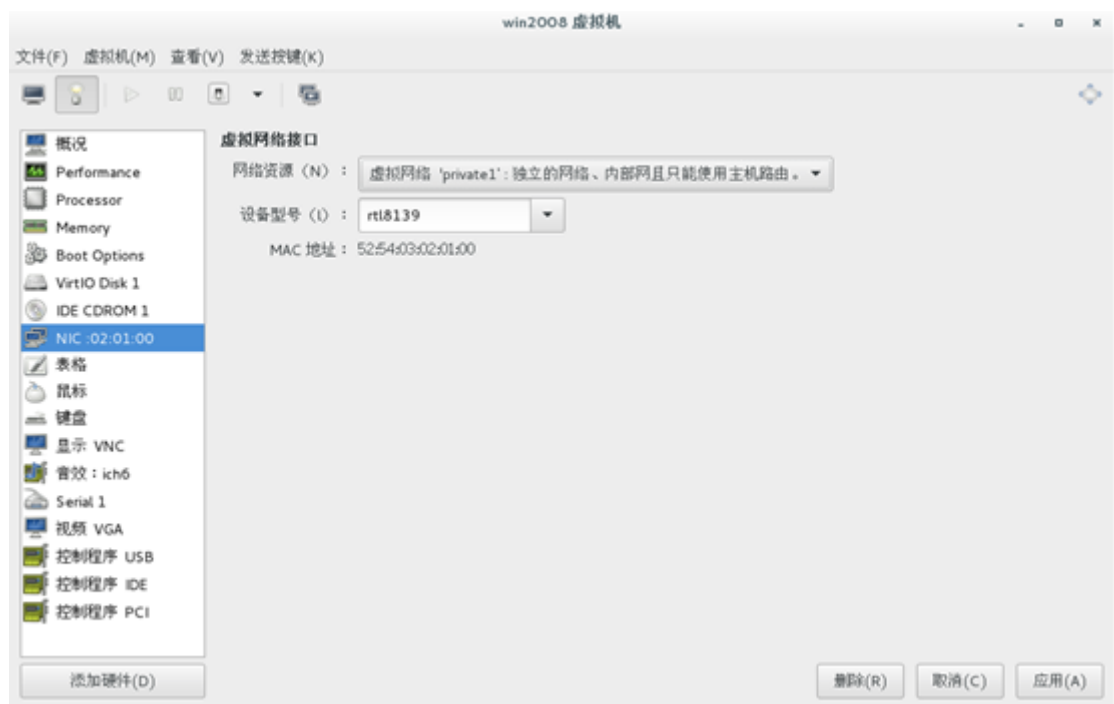 win2008 虚拟机
文件(F) 虚拟机(M) 查看(V) 发送按键(K)
概况
Performance
Processor
Memory
Boot Options
VirtIO Disk 1
IDE CDROM 1
NIC :02:01:00
表格
鼠标
键盘
显示 VNC
音效：ich6
Serial 1
视频 VGA
控制程序 USB
控制程序 IDE
控制程序 PCI
添加硬件(D)
虚拟网络接口
网络资源（N）： 虚拟网络 'private1'：独立的网络、内部网且只能使用主机路由。
设备型号（l）： rtl8139
MAC 地址： 52:54:03:02:01:00
删除(R) 取消(C) 应用(A)